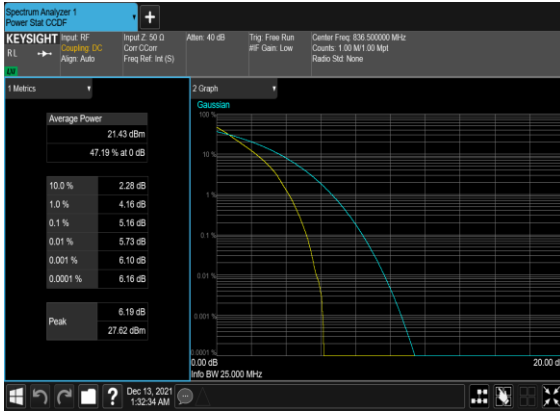 Spectrum Analyzer 1
Power Stat CCDF
KEYSIGHT
RL
Input: RF
Coupling: DC
Align: Auto
Input Z: 50 Ω
Corr CCorr
Freq Ref: Int (S)
Atten: 40 dB
Trig: Free Run
#IF Gain: Low
Center Freq: 836.500000 MHz
Counts: 1.00 M/1.00 Mpt
Radio Std: None
1 Metrics
Average Power
21.43 dBm
47.19 % at 0 dB
10.0 % 2.28 dB
1.0 % 4.16 dB
0.1 % 5.16 dB
0.01 % 5.73 dB
0.001 % 6.10 dB
0.0001 % 6.16 dB
Peak
6.19 dB
27.62 dBm
2 Graph
Gaussian
100 %
10 %
1 %
0.1 %
0.01 %
0.001 %
0.0001 %
0.00 dB
20.00 d
Info BW 25.000 MHz
?
Dec 13, 2021
1:32:34 AM